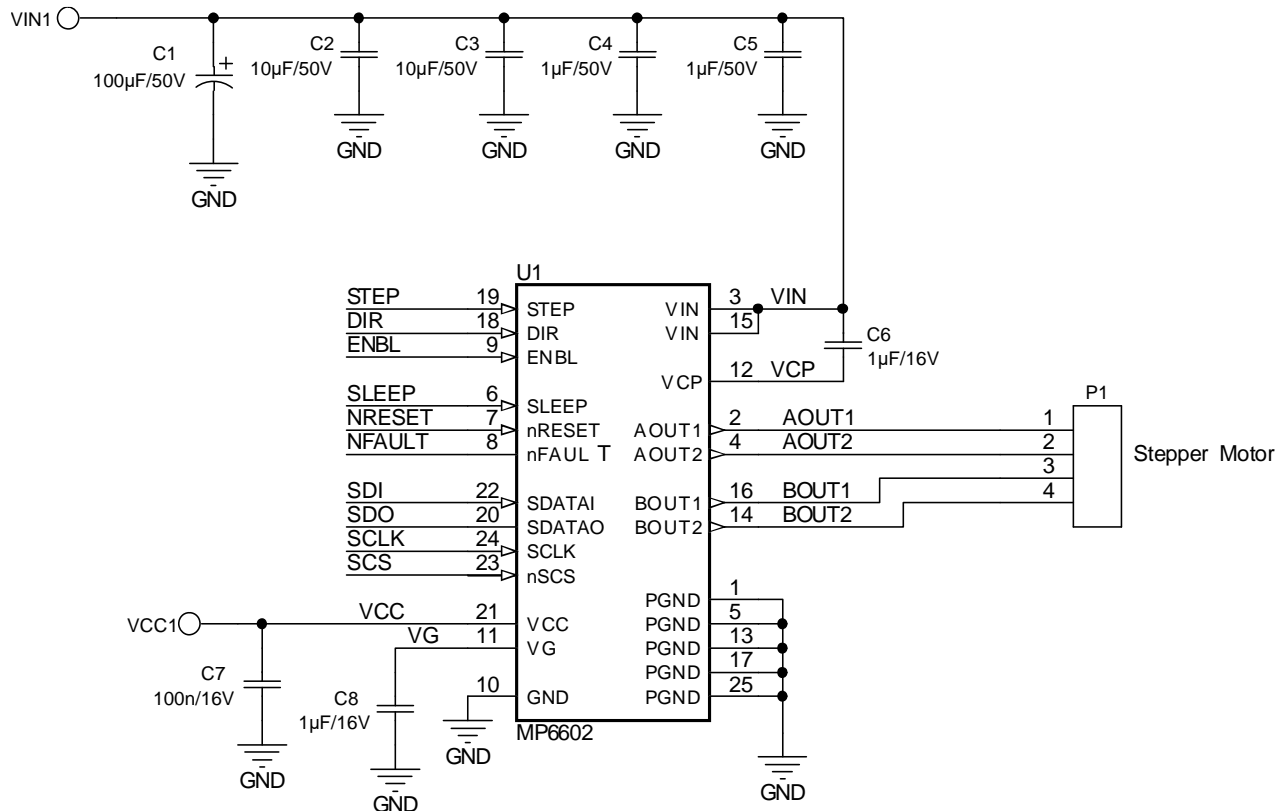 VIN1
C1
100µF/50V
+
GND
C2
10µF/50V
GND
C3
10µF/50V
GND
C4
1µF/50V
GND
C5
1µF/50V
GND
U1
STEP 19 STEP
DIR 18 DIR
ENBL 9 ENBL
SLEEP 6 SLEEP
NRESET 7 nRESET
NFAULT 8 nFAUL T
SDI 22 SDATAI
SDO 20 SDATAO
SCLK 24 SCLK
SCS 23 nSCS
VCC1 VCC 21 VCC
VG 11 VG
10 GND
GND
C7
100n/16V
GND
C8
1µF/16V
GND
MP6602
VIN 3 VIN
VIN 15
C6
1µF/16V
VCP 12 VCP
AOUT1 2 AOUT1 1
AOUT2 4 AOUT2 2
3
BOUT1 16 BOUT1 4
BOUT2 14 BOUT2
P1
Stepper Motor
PGND 1
PGND 5
PGND 13
PGND 17
PGND 25
GND